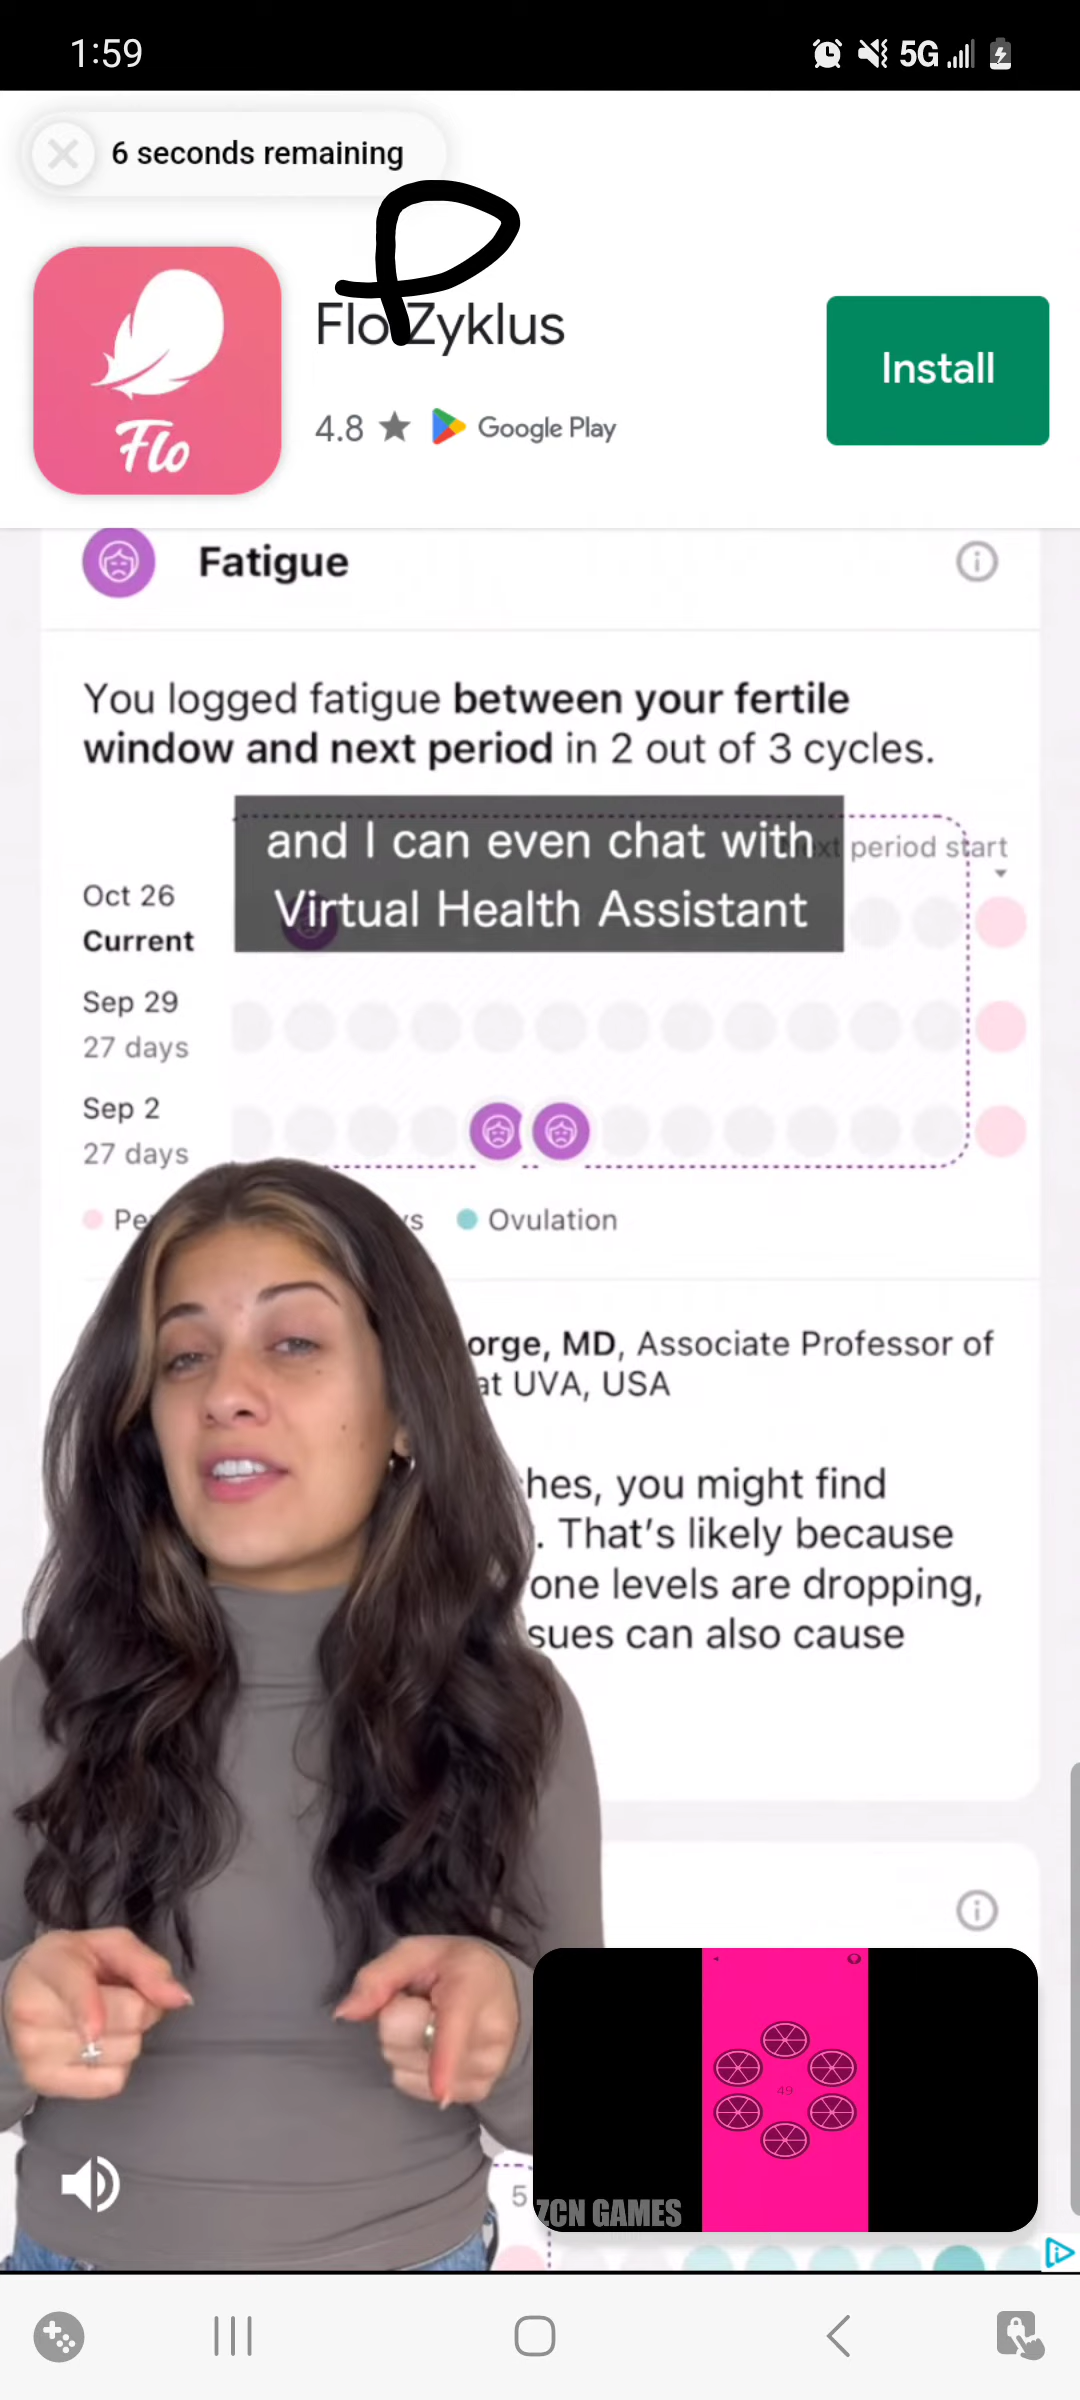 1:59
5G
6 seconds remaining
P
Flo Zyklus
Install
4.8 ★ Google Play
Flo
Fatigue
You logged fatigue between your fertile
window and next period in 2 out of 3 cycles.
and I can even chat with
Virtual Health Assistant
period start
Oct 26
Current
Sep 29
27 days
Sep 2
27 days
Ovulation
orge, MD, Associate Professor of
at UVA, USA
hes, you might find
. That's likely because
one levels are dropping,
sues can also cause
49
5
ZCN GAMES